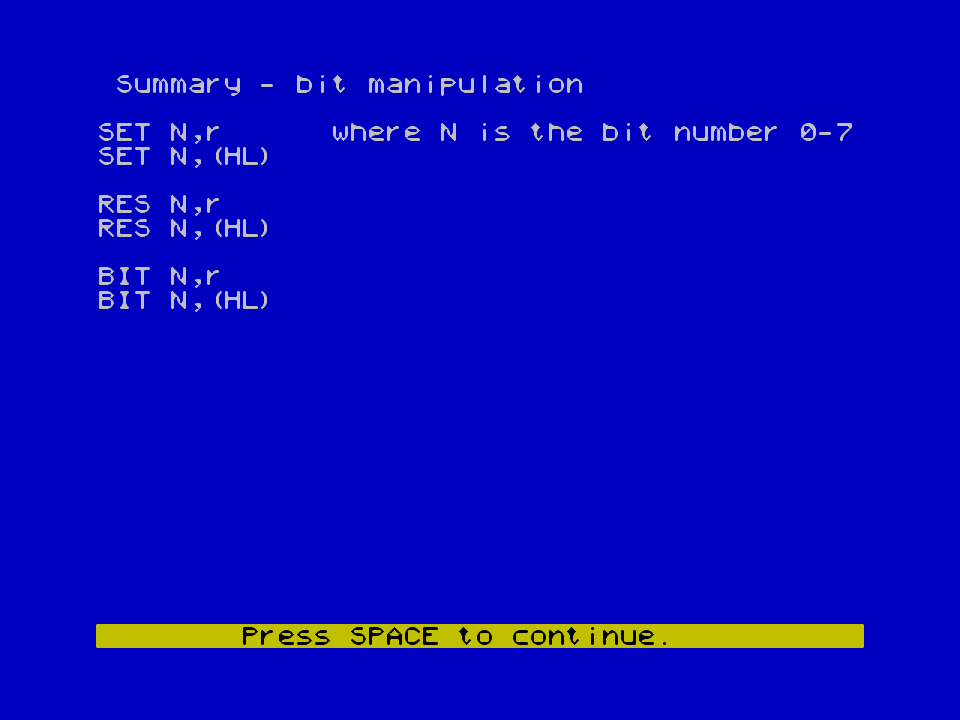 Summary - bit manipulation
SET N,r where N is the bit number 0-7
SET N,(HL)
RES N,r
RES N,(HL)
BIT N,r
BIT N,(HL)
Press SPACE to continue.